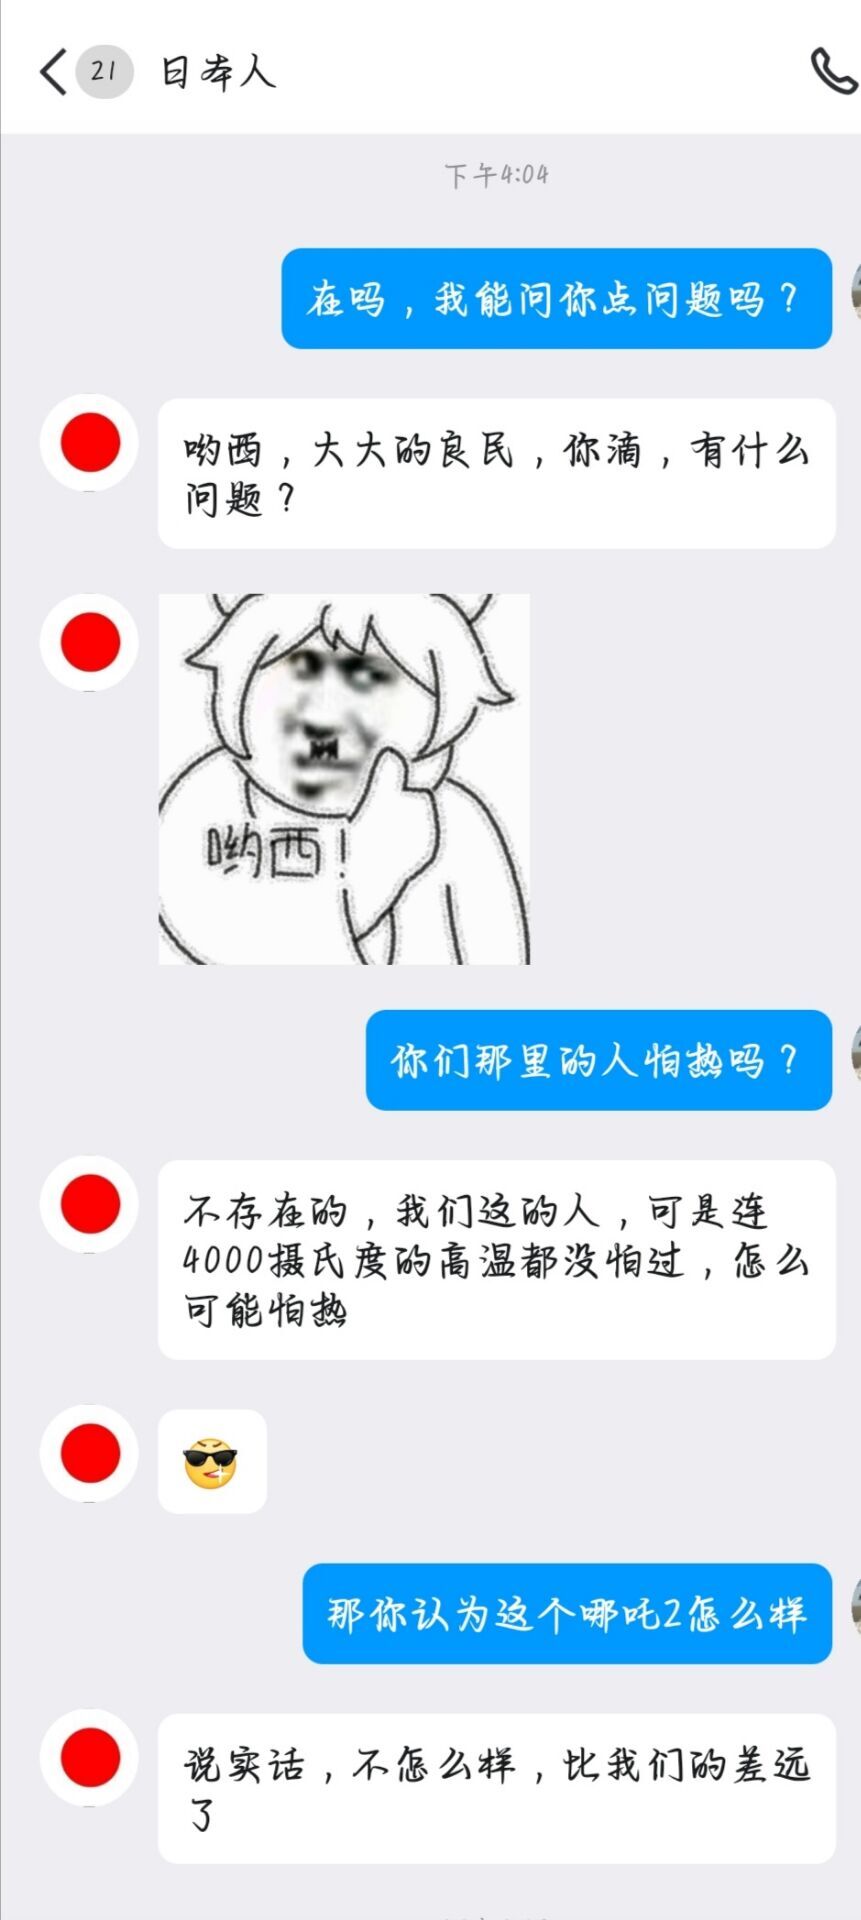 21 日本人
下午4:04
在吗，我能问你点问题吗？
哟西，大大的良民，你滴，有什么
问题？
哟西！
你们那里的人怕热吗？
不存在的，我们这的人，可是连
4000摄氏度的高温都没怕过，怎么
可能怕热
那你认为这个哪吒2怎么样
说实话，不怎么样，比我们的差远
了